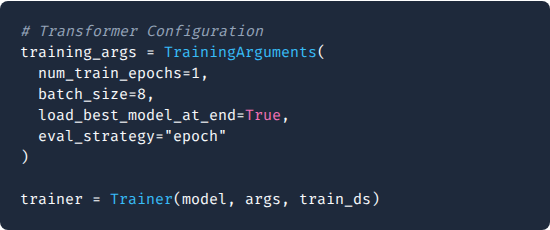 # Transformer Configuration
training_args = TrainingArguments(
  num_train_epochs=1,
  batch_size=8,
  load_best_model_at_end=True,
  eval_strategy="epoch"
)

trainer = Trainer(model, args, train_ds)